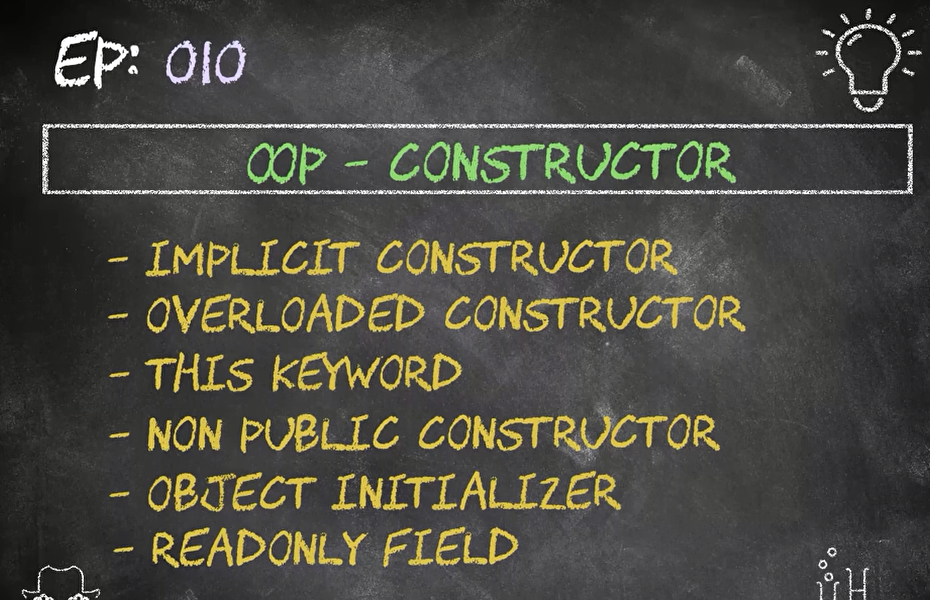 EP: 010
OOP - CONSTRUCTOR
- IMPLICIT CONSTRUCTOR
- OVERLOADED CONSTRUCTOR
- THIS KEYWORD
- NON PUBLIC CONSTRUCTOR
- OBJECT INITIALIZER
- READONLY FIELD